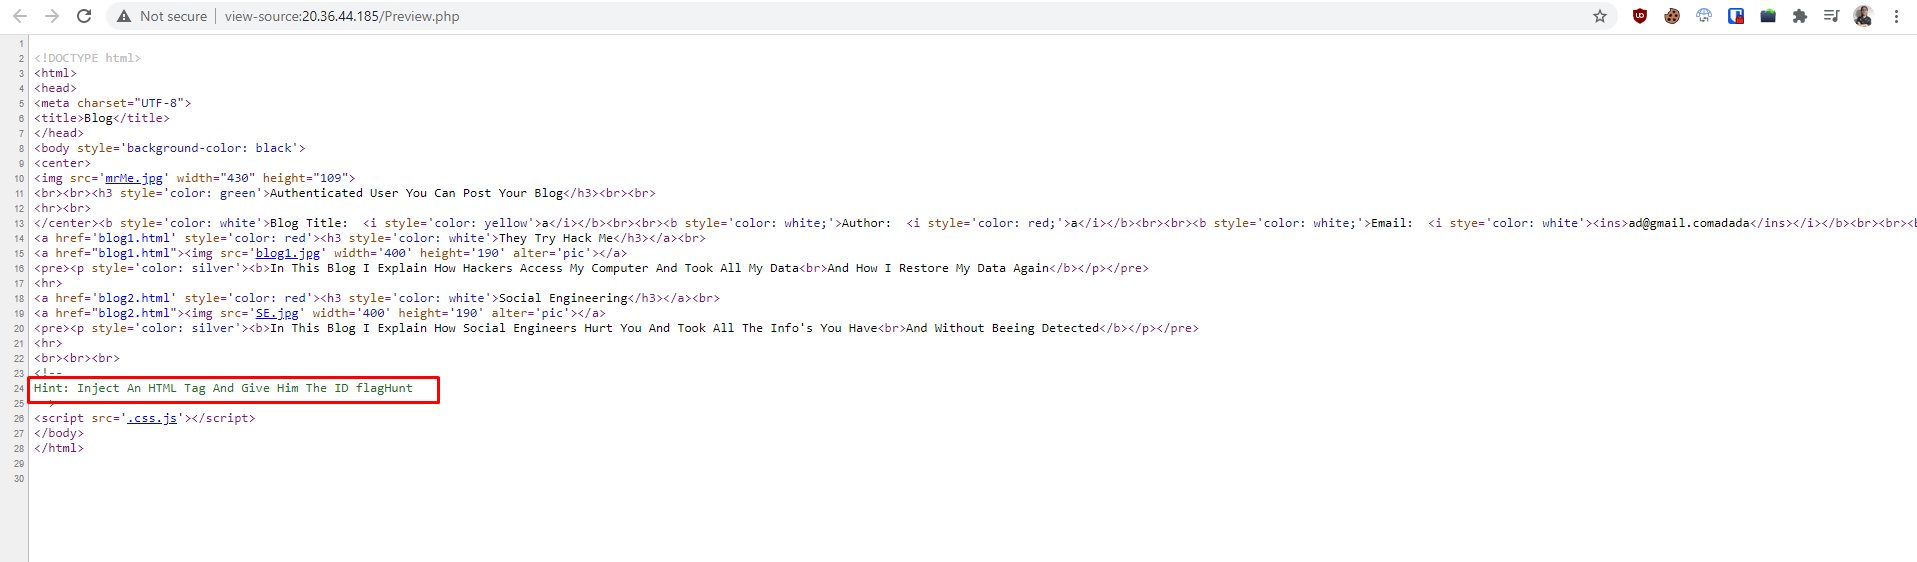 Not secure | view-source:20.36.44.185/Preview.php
1
2 <!DOCTYPE html>
3 <html>
4 <head>
5 <meta charset="UTF-8">
6 <title>Blog</title>
7 </head>
8 <body style='background-color: black'>
9 <center>
10 <img src='mrMe.jpg' width="430" height="109">
11 <br><br><h3 style='color: green'>Authenticated User You Can Post Your Blog</h3><br><br>
12 <hr><br>
13 </center><b style='color: white'>Blog Title:  <i style='color: yellow'>a</i></b><br><br><b style='color: white;'>Author:  <i style='color: red;'>a</i></b><br><br><b style='color: white;'>Email:  <i stye='color: white'><ins>ad@gmail.comadada</ins></i></b><br><br><b
14 <a href='blog1.html' style='color: red'><h3 style='color: white'>They Try Hack Me</h3></a><br>
15 <a href="blog1.html"><img src='blog1.jpg' width='400' height='190' alter='pic'></a>
16 <pre><p style='color: silver'><b>In This Blog I Explain How Hackers Access My Computer And Took All My Data<br>And How I Restore My Data Again</b></p></pre>
17 <hr>
18 <a href='blog2.html' style='color: red'><h3 style='color: white'>Social Engineering</h3></a><br>
19 <a href="blog2.html"><img src='SE.jpg' width='400' height='190' alter='pic'></a>
20 <pre><p style='color: silver'><b>In This Blog I Explain How Social Engineers Hurt You And Took All The Info's You Have<br>And Without Beeing Detected</b></p></pre>
21 <hr>
22 <br><br><br>
23 <!--
24 Hint: Inject An HTML Tag And Give Him The ID flagHunt
25 >
26 <script src='.css.js'></script>
27 </body>
28 </html>
29
30